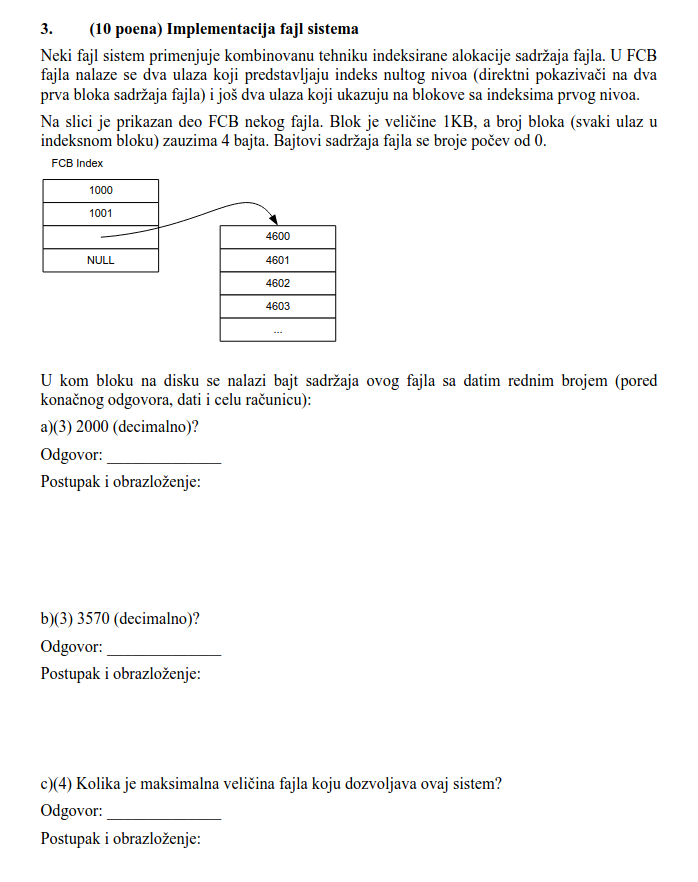 3. (10 poena) Implementacija fajl sistema
Neki fajl sistem primenjuje kombinovanu tehniku indeksirane alokacije sadržaja fajla. U FCB
fajla nalaze se dva ulaza koji predstavljaju indeks nultog nivoa (direktni pokazivači na dva
prva bloka sadržaja fajla) i još dva ulaza koji ukazuju na blokove sa indeksima prvog nivoa.
Na slici je prikazan deo FCB nekog fajla. Blok je veličine 1KB, a broj bloka (svaki ulaz u
indeksnom bloku) zauzima 4 bajta. Bajtovi sadržaja fajla se broje počev od 0.
FCB Index
1000
1001
NULL
4600
4601
4602
4603
...
U kom bloku na disku se nalazi bajt sadržaja ovog fajla sa datim rednim brojem (pored
konačnog odgovora, dati i celu računicu):
a)(3) 2000 (decimalno)?
Odgovor: ______________
Postupak i obrazloženje:
b)(3) 3570 (decimalno)?
Odgovor: ______________
Postupak i obrazloženje:
c)(4) Kolika je maksimalna veličina fajla koju dozvoljava ovaj sistem?
Odgovor: ______________
Postupak i obrazloženje: